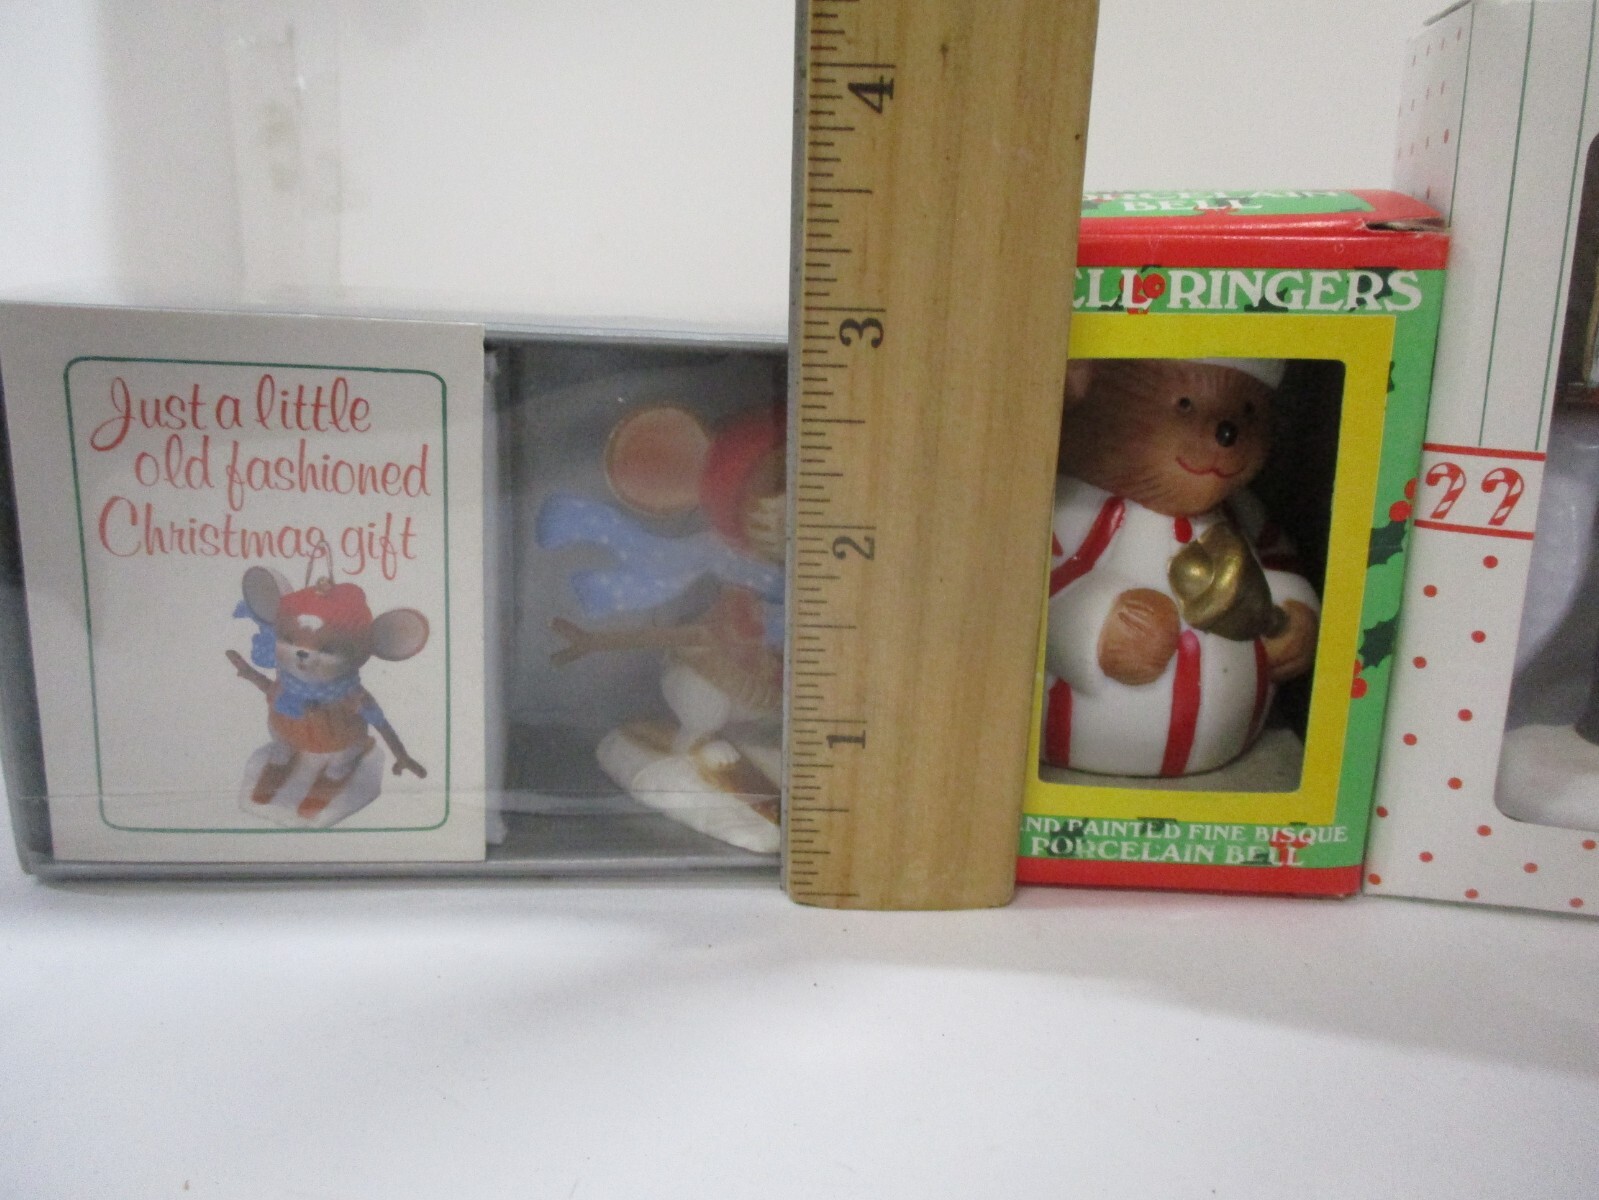 Just a little
old fashioned
Christmas gift
4
3
2
1
PORCELAIN
BELL
ELL RINGERS
ND PAINTED FINE BISQUE
PORCELAIN BELL